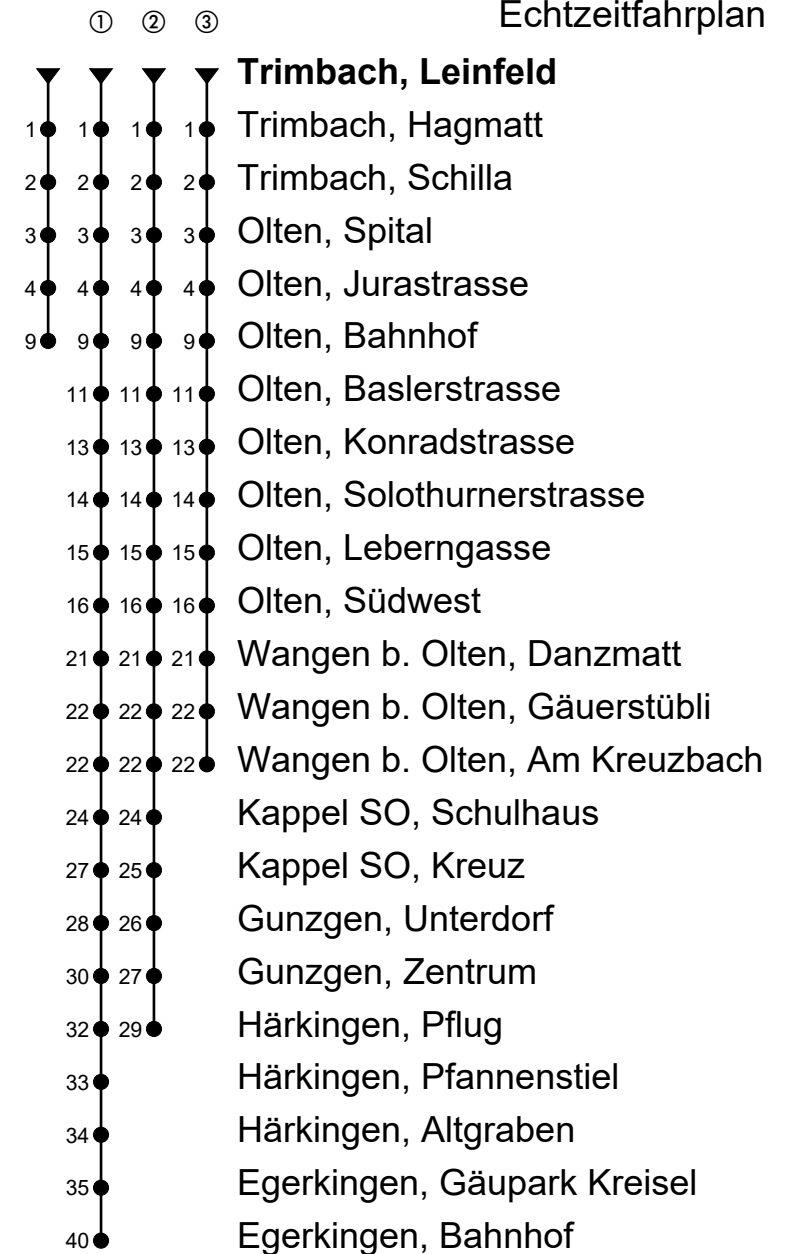 Echtzeitfahrplan
① ② ③
Trimbach, Leinfeld
1 1 1 1 Trimbach, Hagmatt
2 2 2 2 Trimbach, Schilla
3 3 3 3 Olten, Spital
4 4 4 4 Olten, Jurastrasse
9 9 9 9 Olten, Bahnhof
11 11 11 Olten, Baslerstrasse
13 13 13 Olten, Konradstrasse
14 14 14 Olten, Solothurnerstrasse
15 15 15 Olten, Leberngasse
16 16 16 Olten, Südwest
21 21 21 Wangen b. Olten, Danzmatt
22 22 22 Wangen b. Olten, Gäuerstübli
22 22 22 Wangen b. Olten, Am Kreuzbach
24 24 Kappel SO, Schulhaus
27 25 Kappel SO, Kreuz
28 26 Gunzgen, Unterdorf
30 27 Gunzgen, Zentrum
32 29 Härkingen, Pflug
33 Härkingen, Pfannenstiel
34 Härkingen, Altgraben
35 Egerkingen, Gäupark Kreisel
40 Egerkingen, Bahnhof